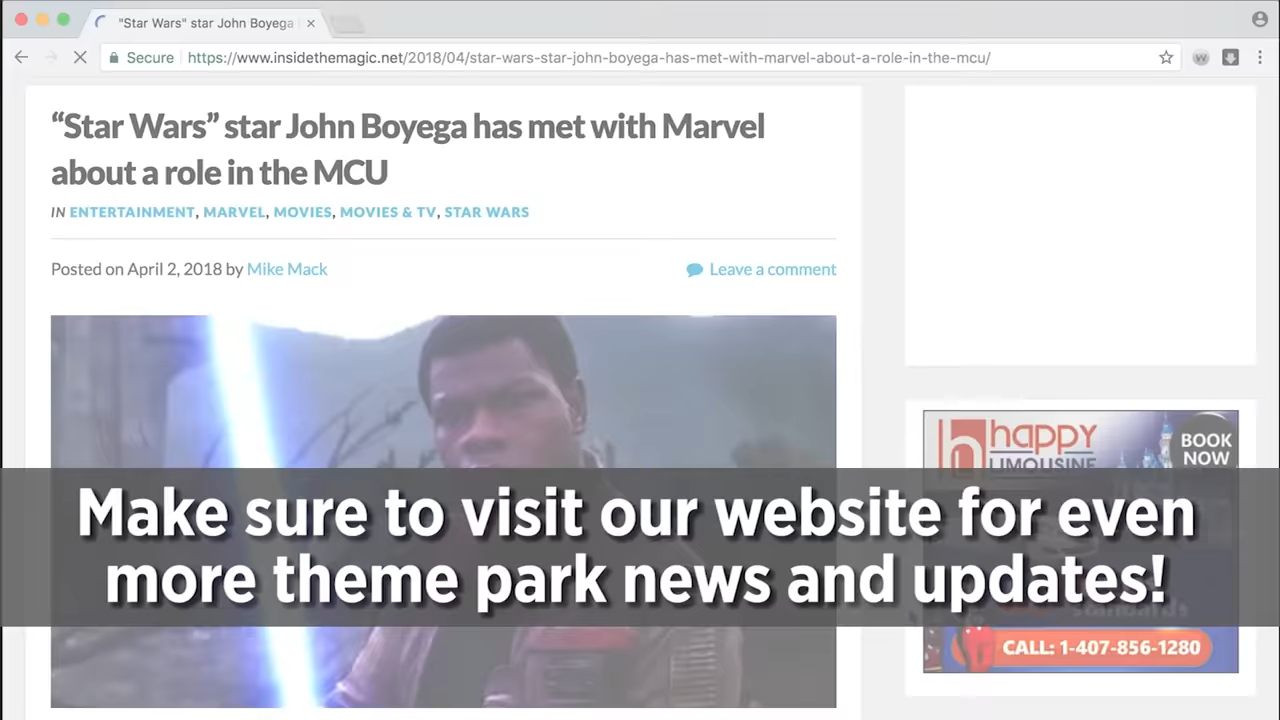 "Star Wars" star John Boyega
Secure
https://www.insidethemagic.net/2018/04/star-wars-star-john-boyega-has-met-with-marvel-about-a-role-in-the-mcu/
“Star Wars” star John Boyega has met with Marvel
about a role in the MCU
IN ENTERTAINMENT, MARVEL, MOVIES, MOVIES & TV, STAR WARS
Posted on April 2, 2018 by Mike Mack
Leave a comment
happy
LIMOUSINE
BOOK
NOW
Make sure to visit our website for even
more theme park news and updates!
Standards
CALL: 1-407-856-1280